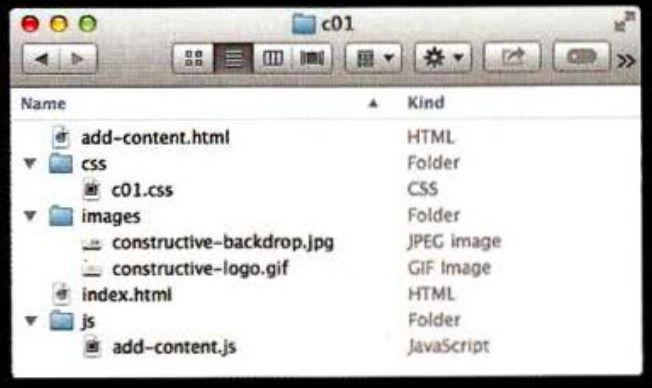 c01
Name Kind
add-content.html HTML
css Folder
c01.css CSS
images Folder
constructive-backdrop.jpg JPEG image
constructive-logo.gif GIF Image
index.html HTML
js Folder
add-content.js JavaScript